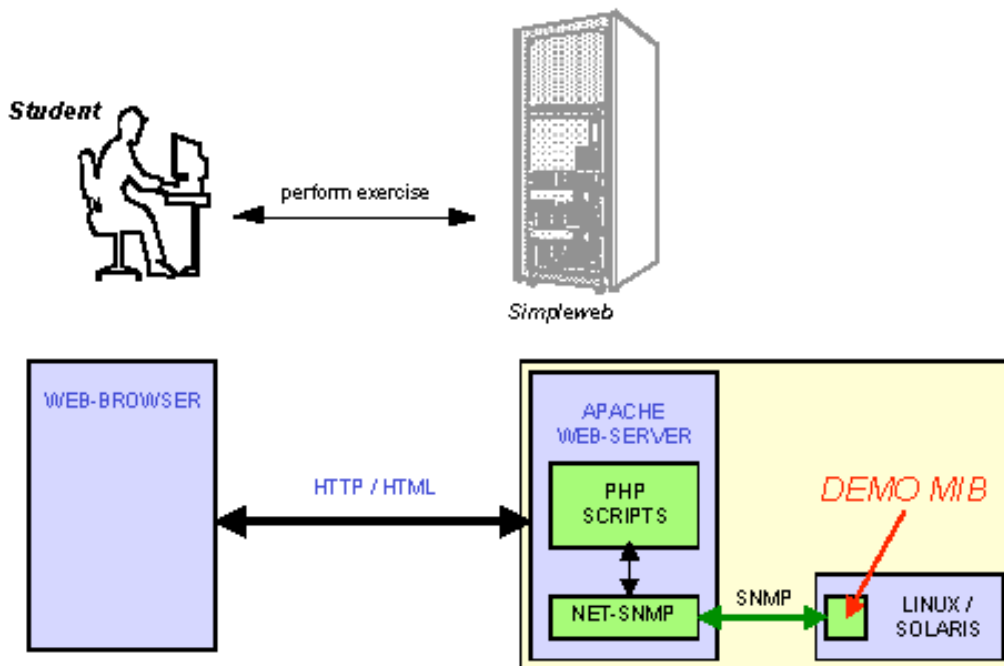 Student
perform exercise
Simpleweb
WEB-BROWSER
HTTP / HTML
APACHE
WEB-SERVER
PHP
SCRIPTS
NET-SNMP
SNMP
DEMO MIB
LINUX /
SOLARIS